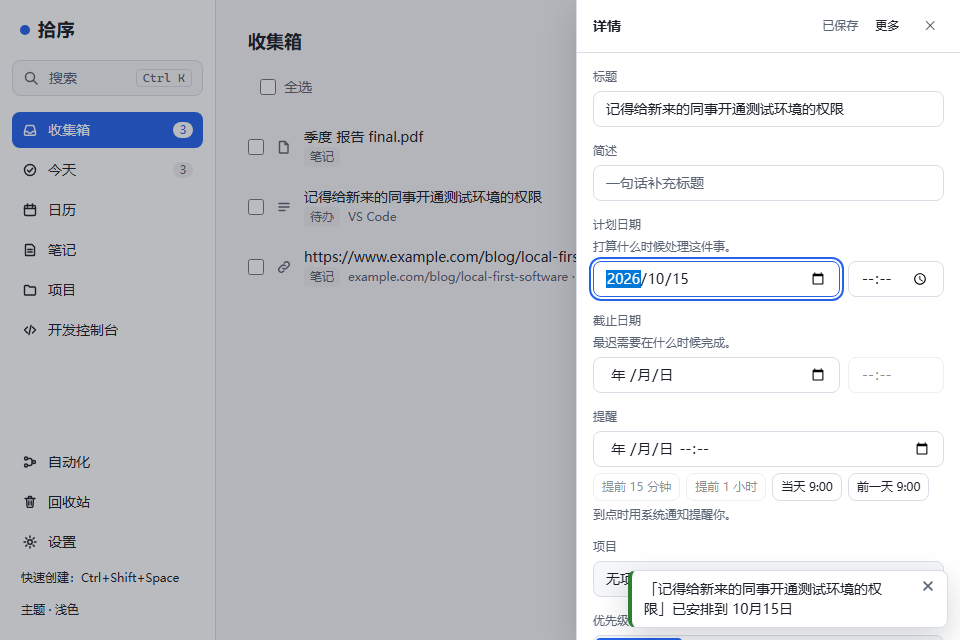 拾序
搜索
Ctrl K
收集箱
3
今天
3
日历
笔记
项目
开发控制台
自动化
回收站
设置
快速创建：Ctrl+Shift+Space
主题 · 浅色
收集箱
全选
季度 报告 final.pdf
笔记
记得给新来的同事开通测试环境的权限
待办 VS Code
https://www.example.com/blog/local-firs
笔记 example.com/blog/local-first-software ·
详情
已保存
更多
标题
记得给新来的同事开通测试环境的权限
简述
一句话补充标题
计划日期
打算什么时候处理这件事。
2026/10/15
--:--
截止日期
最迟需要在什么时候完成。
年 /月/日
--:--
提醒
年 /月/日 --:--
提前 15 分钟
提前 1 小时
当天 9:00
前一天 9:00
到点时用系统通知提醒你。
项目
无项
「记得给新来的同事开通测试环境的权
限」已安排到 10月15日
优先级